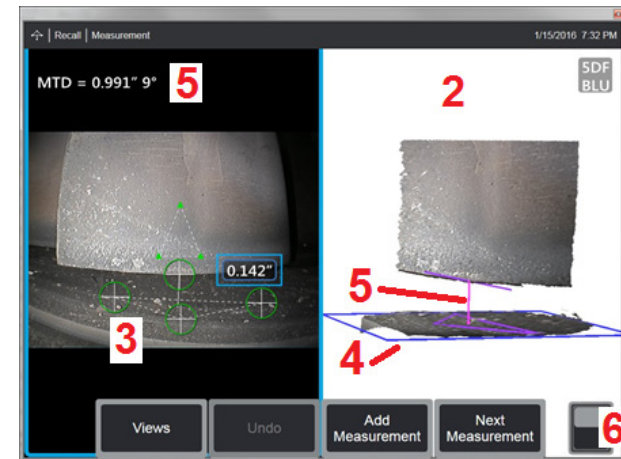 Recall | Measurement
1/15/2016 7:32 PM
MTD = 0.991" 9°
5
2
5DF
BLU
0.142"
3
5
4
Views
Undo
Add
Measurement
Next
Measurement
6